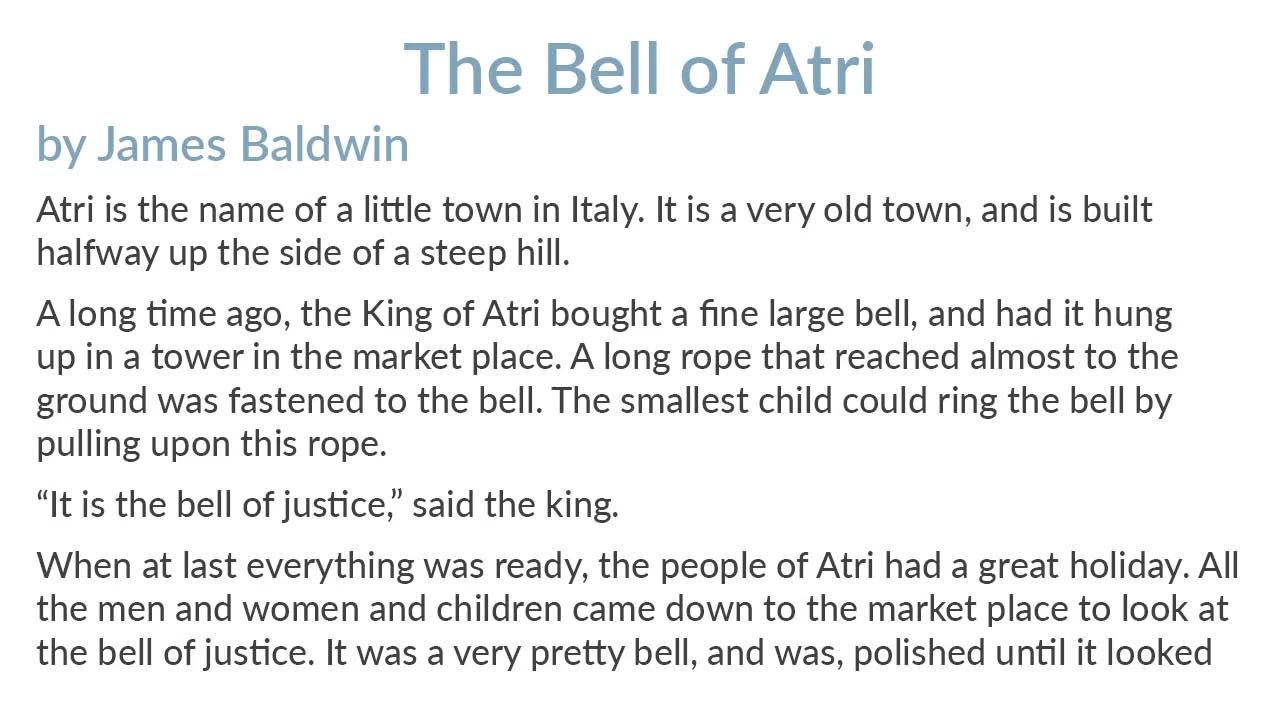 The Bell of Atri
by James Baldwin
Atri is the name of a little town in Italy. It is a very old town, and is built
halfway up the side of a steep hill.
A long time ago, the King of Atri bought a fine large bell, and had it hung
up in a tower in the market place. A long rope that reached almost to the
ground was fastened to the bell. The smallest child could ring the bell by
pulling upon this rope.
“It is the bell of justice,” said the king.
When at last everything was ready, the people of Atri had a great holiday. All
the men and women and children came down to the market place to look at
the bell of justice. It was a very pretty bell, and was, polished until it looked